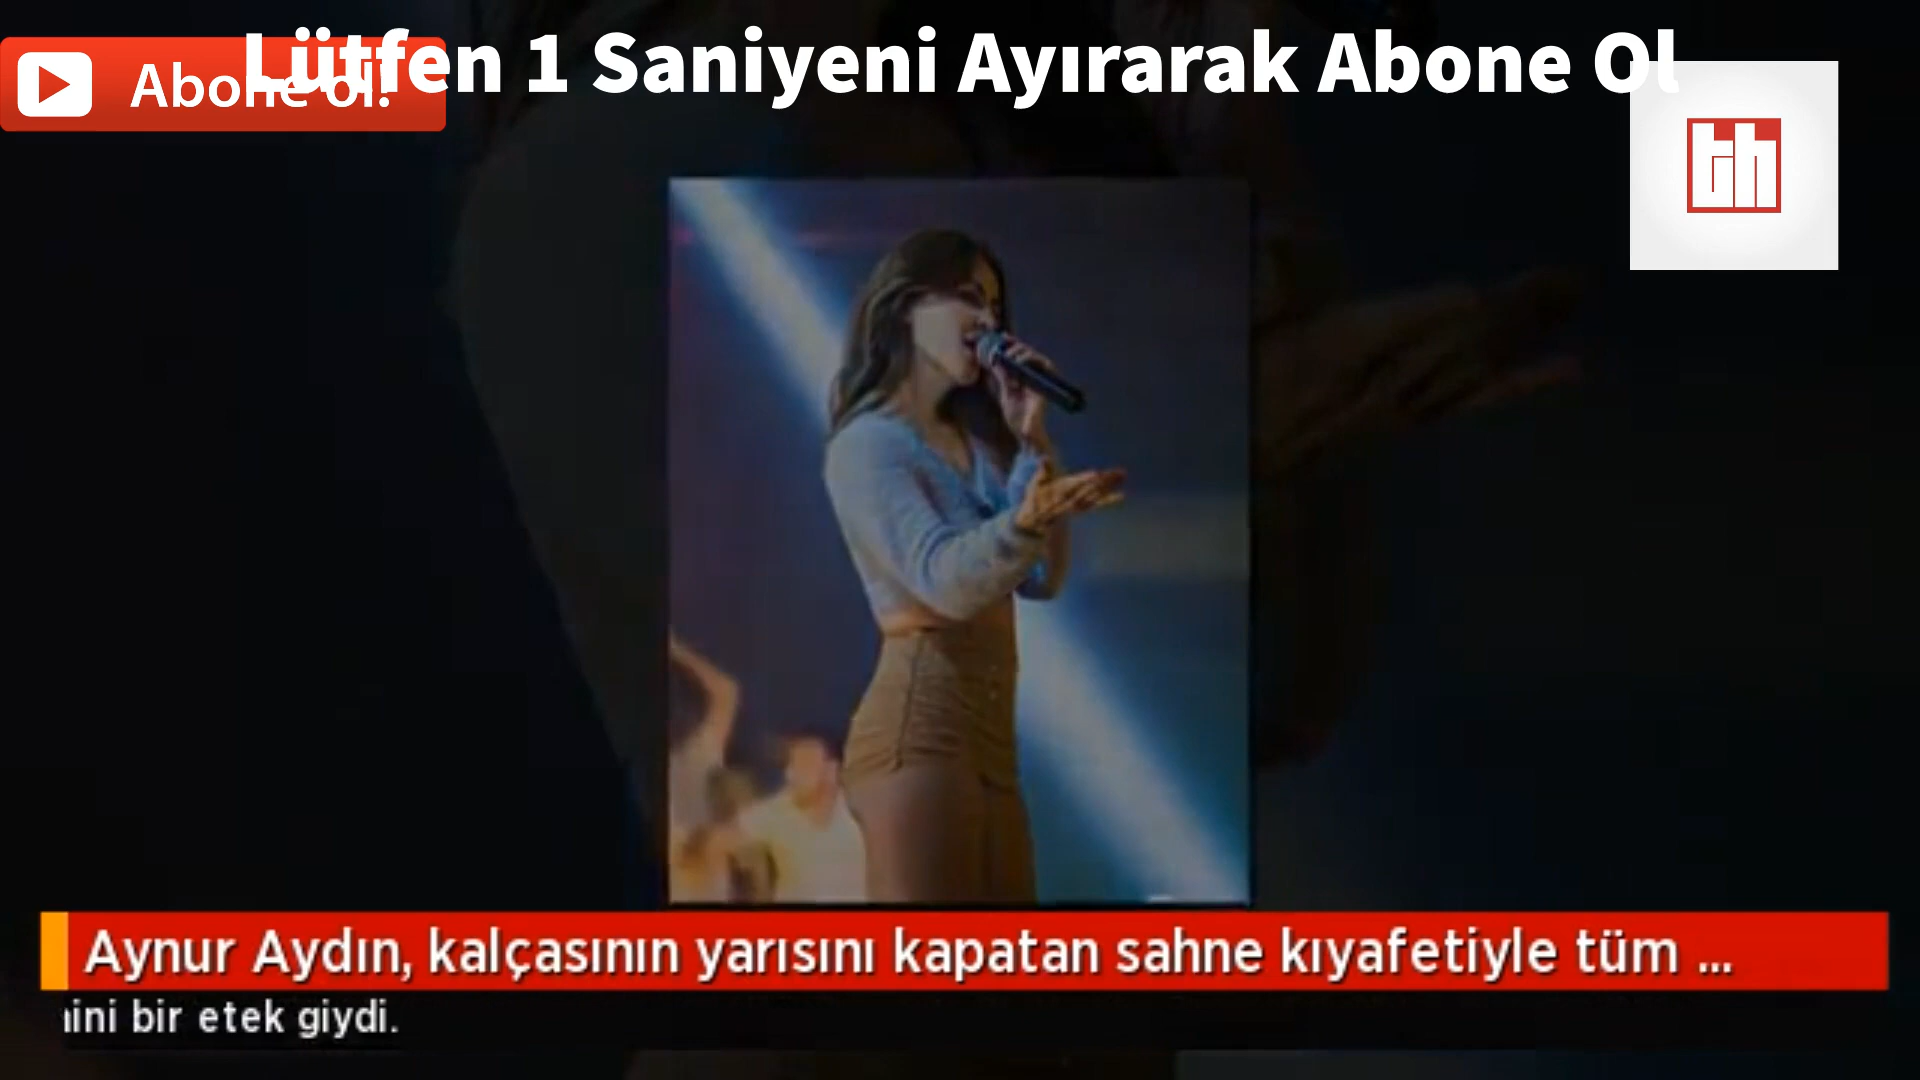 Lütfen 1 Saniyeni Ayırarak Abone Ol
Abone ol!
th
Aynur Aydın, kalçasının yarısını kapatan sahne kıyafetiyle tüm ...
ini bir etek giydi.